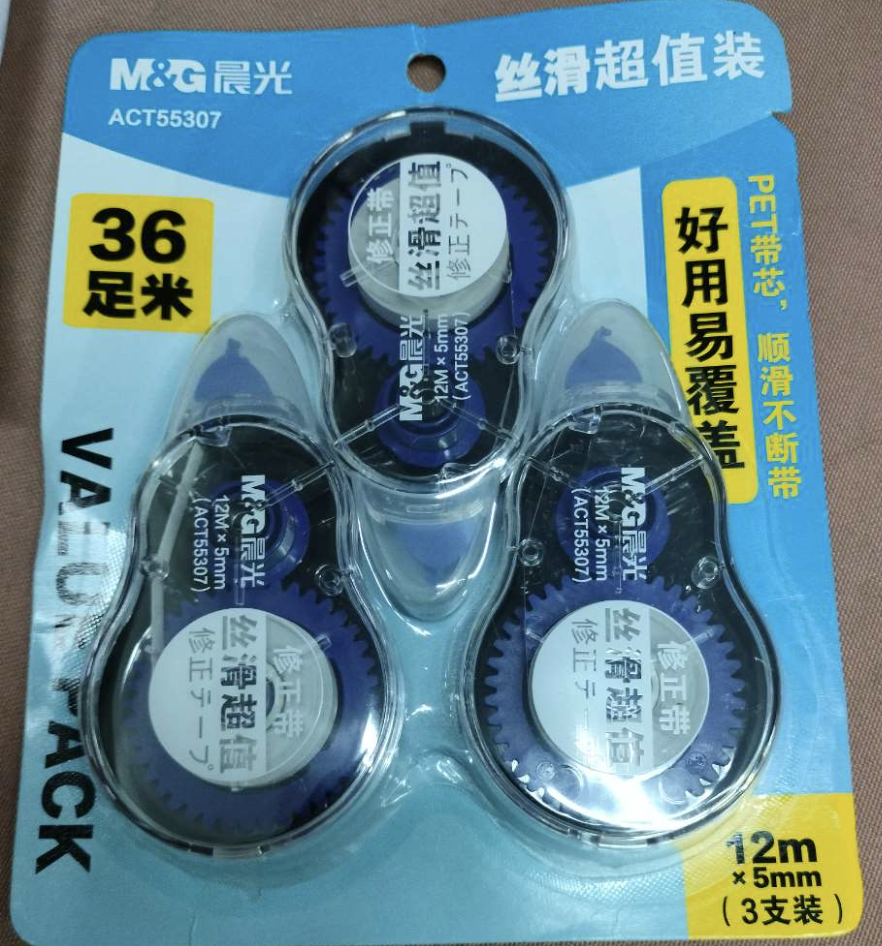 M&G晨光
ACT55307
丝滑超值装
36
足米
好用易覆盖
PET带芯，顺滑不断带
VALUE PACK
修正带
丝滑超值
修正テープ
M&G晨光
12M×5mm
(ACT55307)
M&G晨光
12M×5mm
(ACT55307)
修正带
丝滑超值
修正テープ
M&G晨光
12M×5mm
(ACT55307)
修正带
丝滑超值
修正テ
12m
×5mm
(3支装)